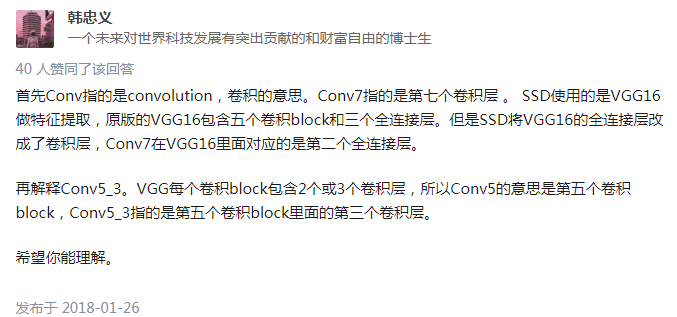 韩忠义
一个未来对世界科技发展有突出贡献的和财富自由的博士生
40 人赞同了该回答
首先Conv指的是convolution，卷积的意思。Conv7指的是第七个卷积层 。 SSD使用的是VGG16
做特征提取，原版的VGG16包含五个卷积block和三个全连接层。但是SSD将VGG16的全连接层改
成了卷积层，Conv7在VGG16里面对应的是第二个全连接层。
再解释Conv5_3。VGG每个卷积block包含2个或3个卷积层，所以Conv5的意思是第五个卷积
block，Conv5_3指的是第五个卷积block里面的第三个卷积层。
希望你能理解。
发布于 2018-01-26